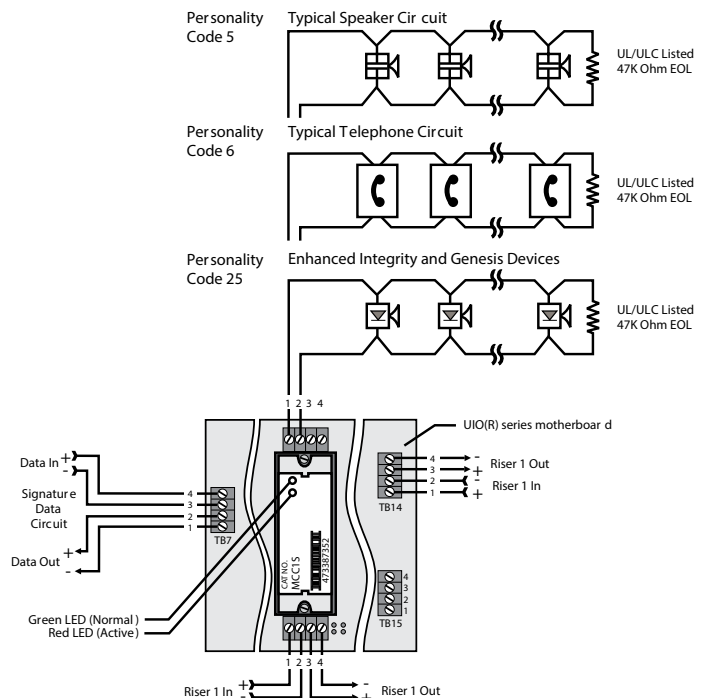 Personality Typical Speaker Cir cuit
Code 5
UL/ULC Listed
47K Ohm EOL
Personality Typical Telephone Circuit
Code 6
UL/ULC Listed
47K Ohm EOL
Personality Enhanced Integrity and Genesis Devices
Code 25
UL/ULC Listed
47K Ohm EOL
1 2 3 4
UIO(R) series motherboar d
Data In + -
Signature
Data
Circuit
Data Out + -
4
3
2
1
TB7
4 - Riser 1 Out
3 +
2 - Riser 1 In
1 +
TB14
CAT NO.
MCC1S
473387352
4
3
2
1
TB15
Green LED (Normal)
Red LED (Active)
1 2 3 4
Riser 1 In + -
- + Riser 1 Out